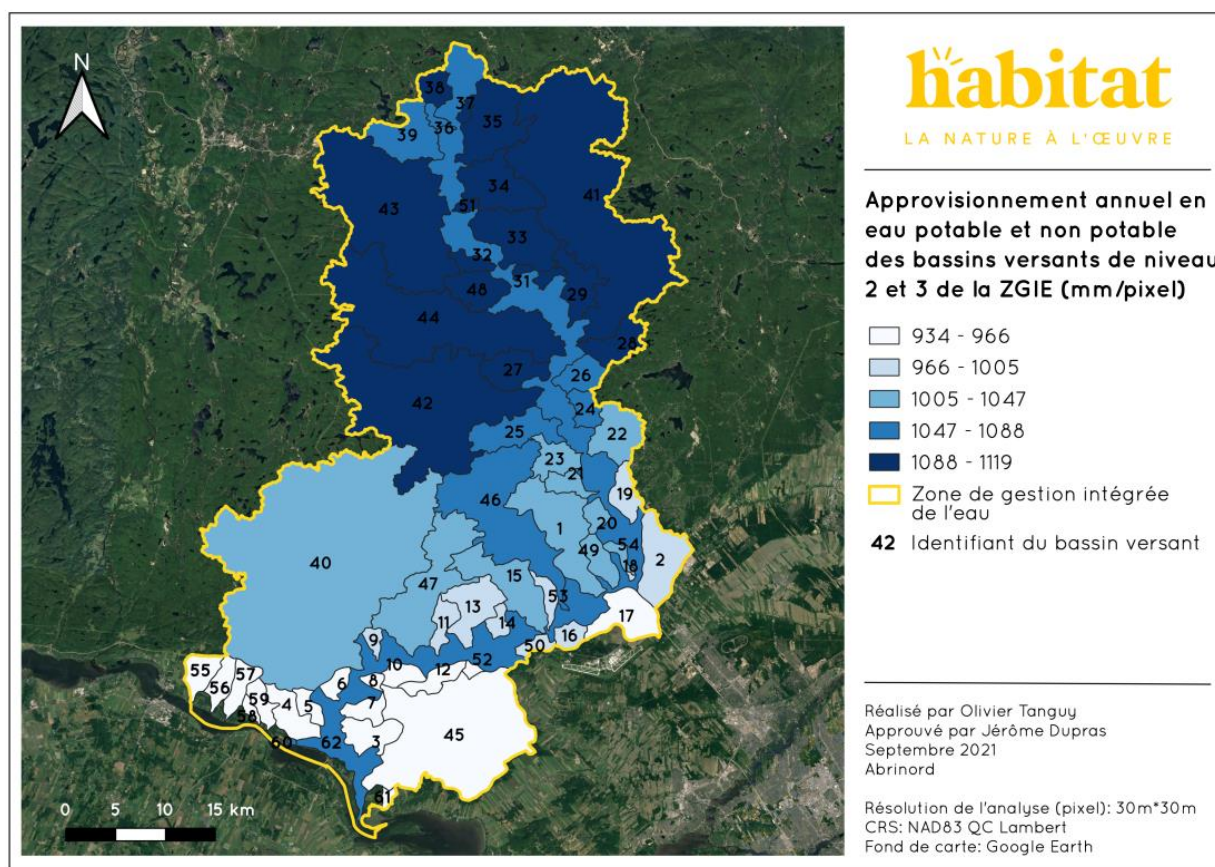 habitat
LA NATURE À L'ŒUVRE
Approvisionnement annuel en
eau potable et non potable
des bassins versants de niveau
2 et 3 de la ZGIE (mm/pixel)
934 - 966
966 - 1005
1005 - 1047
1047 - 1088
1088 - 1119
Zone de gestion intégrée
de l'eau
42 Identifiant du bassin versant
Réalisé par Olivier Tanguy
Approuvé par Jérôme Dupras
Septembre 2021
Abrinord
Résolution de l'analyse (pixel): 30m*30m
CRS: NAD83 QC Lambert
Fond de carte: Google Earth
N
38
37
35
36
39
34
41
51
43
33
32
31
48
29
44
28
27
26
42
24
25
22
23
21
19
46
20
1
54
49
18
2
40
15
47
53
13
17
14
11
16
9
50
52
10
12
55
57
8
6
56
59
4
5
7
58
62
3
45
60
61
0 5 10 15 km